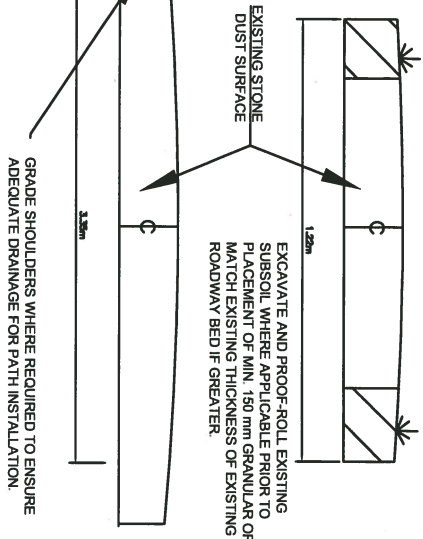 EXISTING STONE
DUST SURFACE
C
1.22m
EXCAVATE AND PROOF-ROLL EXISTING
SUBSOIL WHERE APPLICABLE PRIOR TO
PLACEMENT OF MIN. 150 mm GRANULAR OR
MATCH EXISTING THICKNESS OF EXISTING
ROADWAY BED IF GREATER.
C
3.35m
GRADE SHOULDERS WHERE REQUIRED TO ENSURE
ADEQUATE DRAINAGE FOR PATH INSTALLATION.